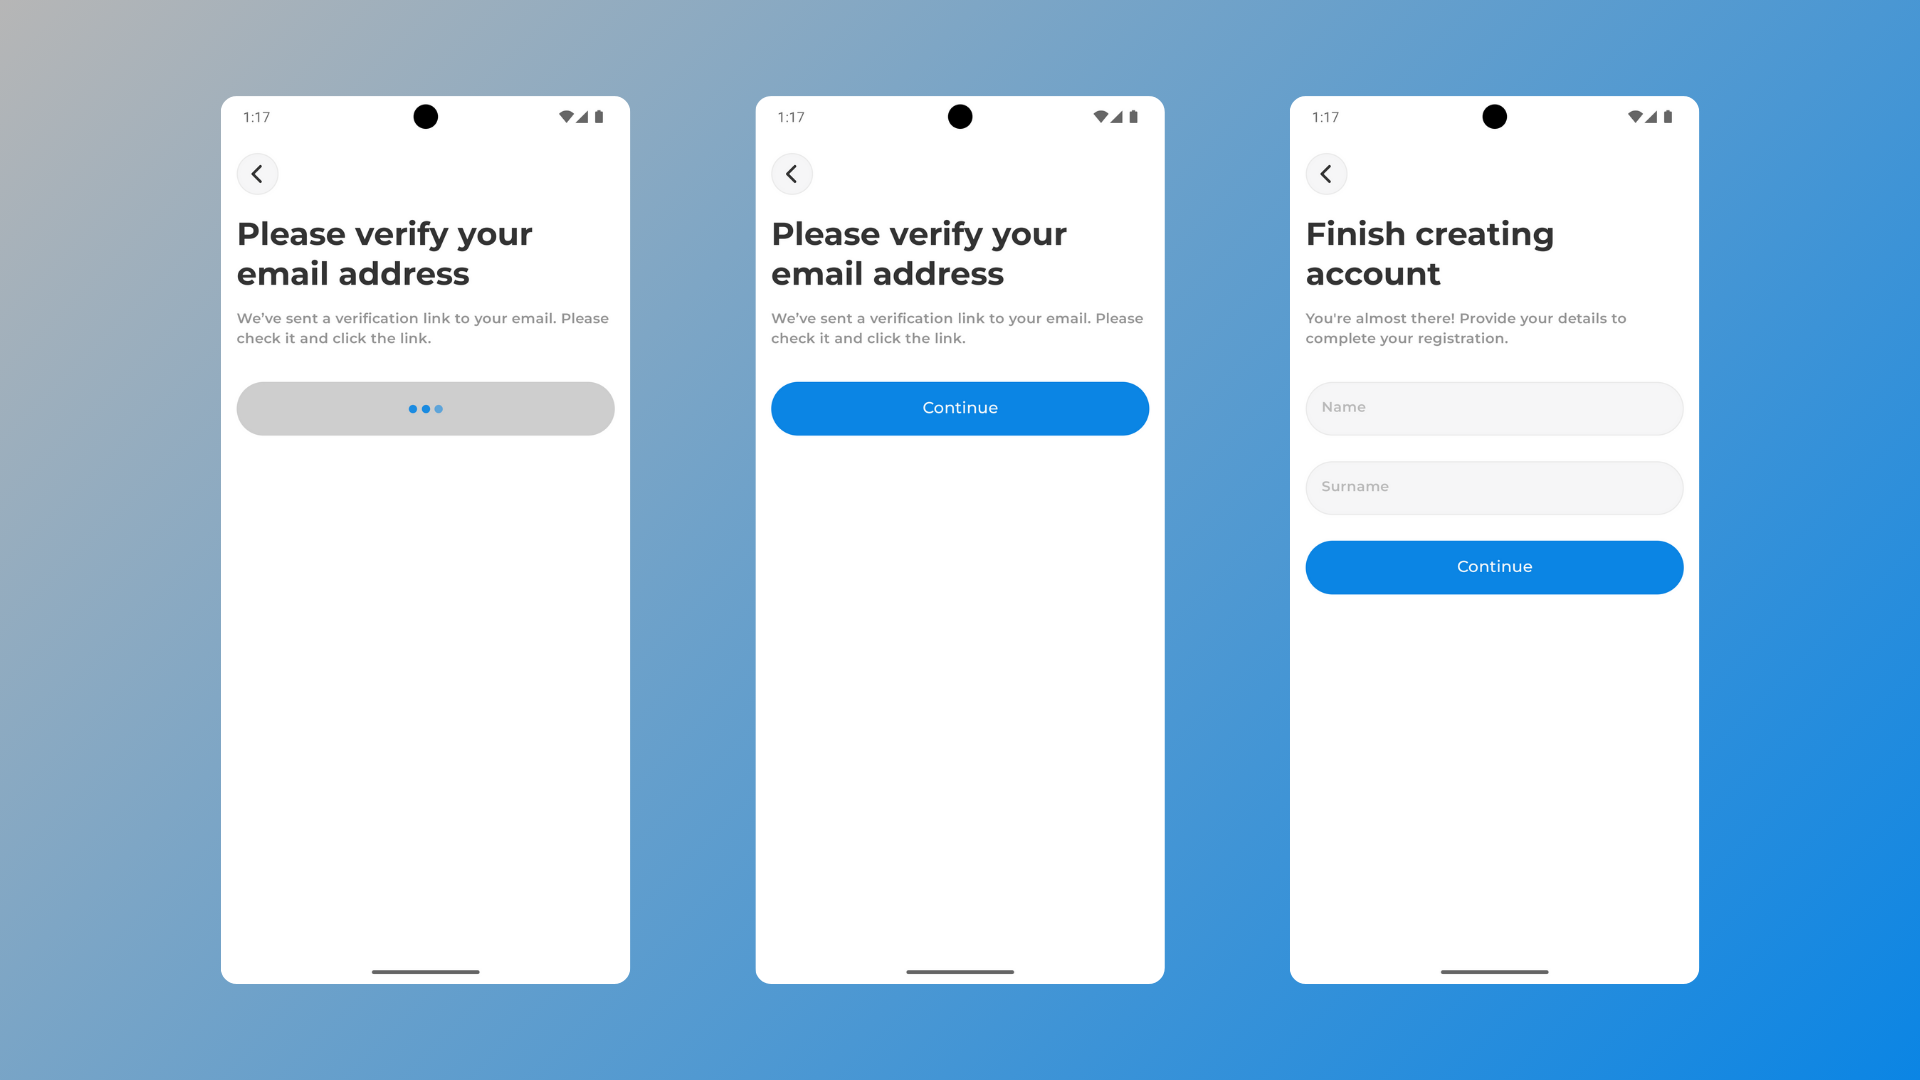 1:17
Please verify your
email address
We’ve sent a verification link to your email. Please
check it and click the link.
1:17
Please verify your
email address
We’ve sent a verification link to your email. Please
check it and click the link.
Continue
1:17
Finish creating
account
You're almost there! Provide your details to
complete your registration.
Name
Surname
Continue